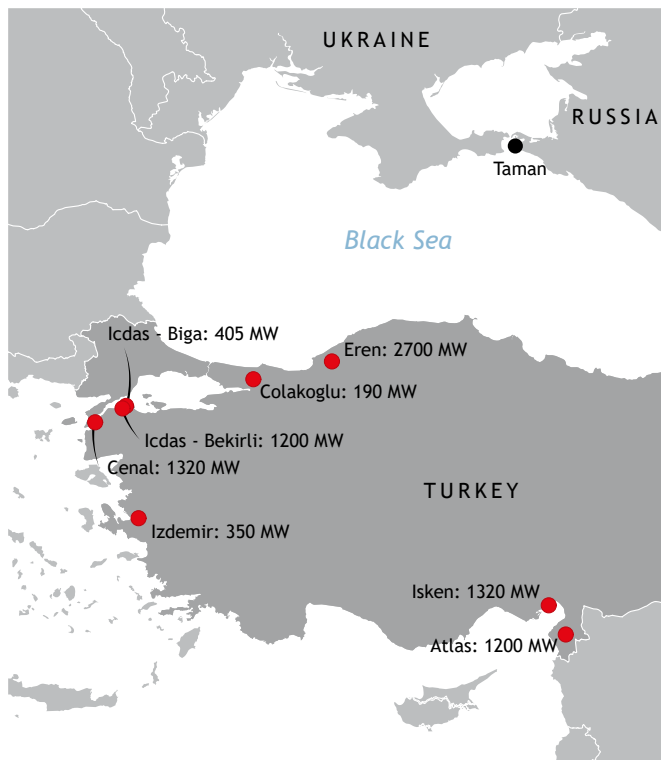 UKRAINE
RUSSIA
Taman
Black Sea
Icdas - Biga: 405 MW
Eren: 2700 MW
Colakoglu: 190 MW
Icdas - Bekirli: 1200 MW
Cenal: 1320 MW
TURKEY
Izdemir: 350 MW
Isken: 1320 MW
Atlas: 1200 MW